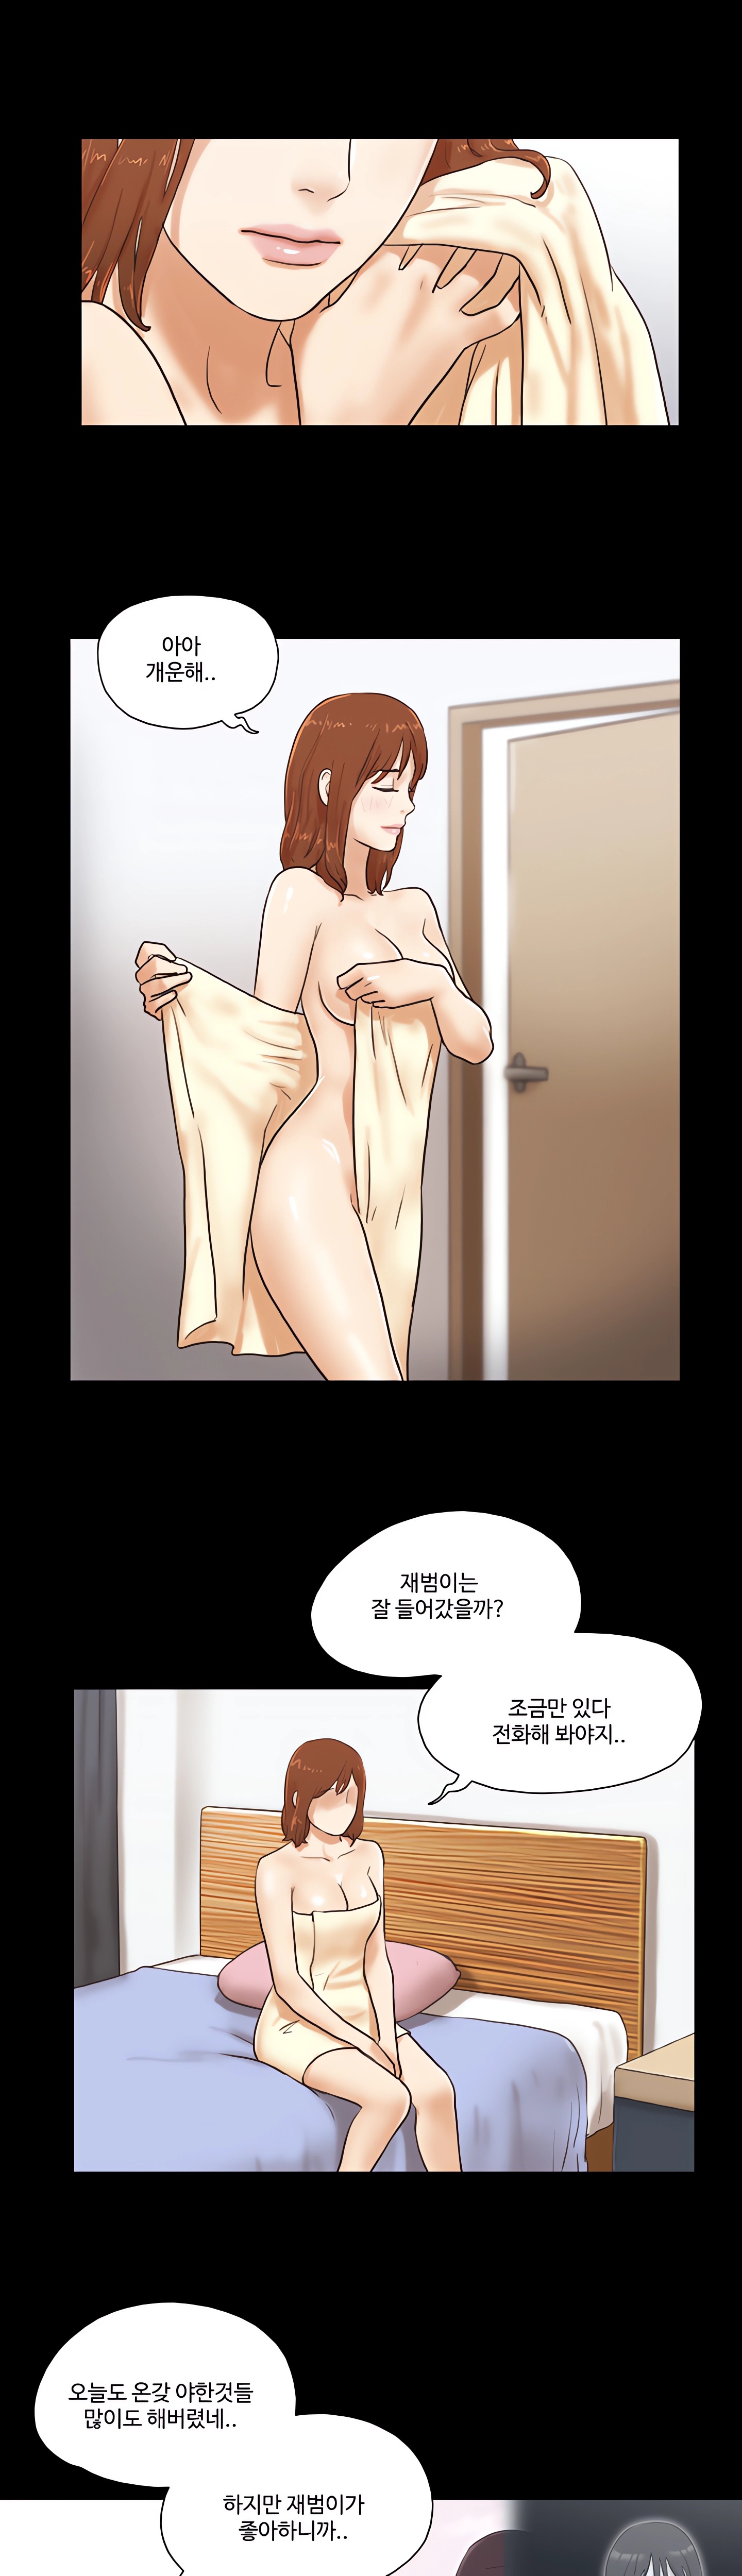 아아
개운해..
재범이는
잘 들어갔을까?
조금만 있다
전화해 봐야지..
오늘도 온갖 야한것들
많이도 해버렸네..
하지만 재범이가
좋아하니까..